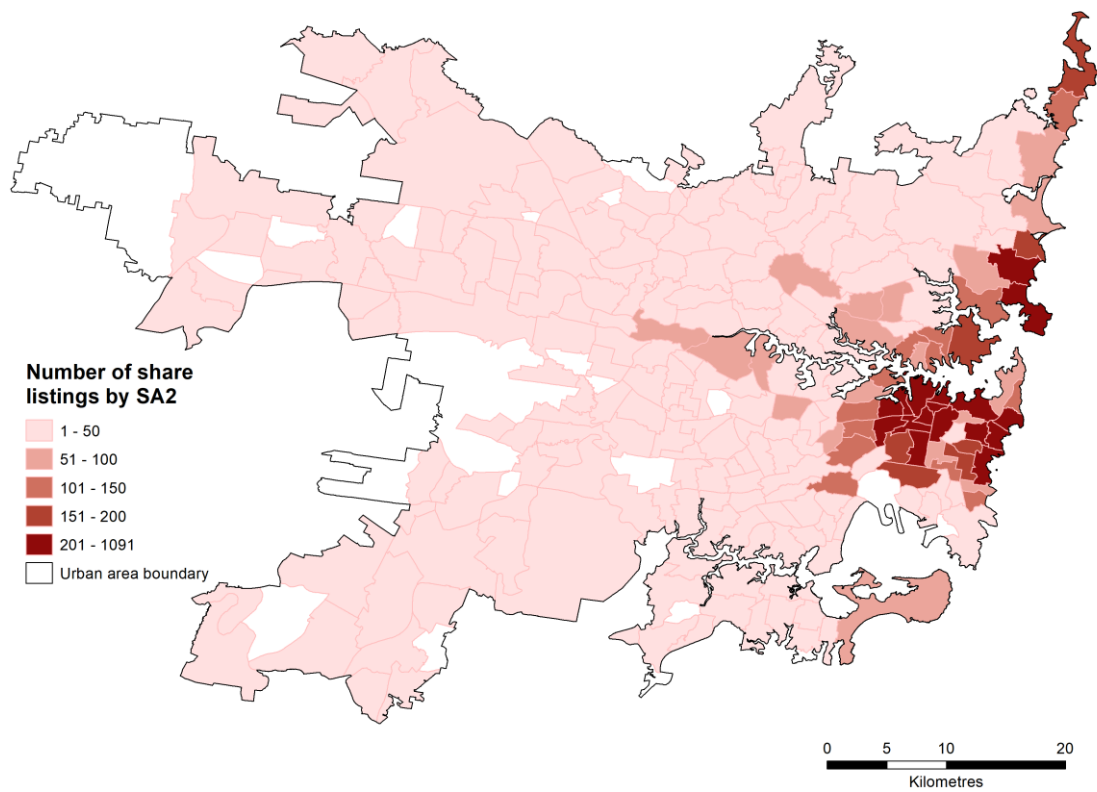 Number of share
listings by SA2
1 - 50
51 - 100
101 - 150
151 - 200
201 - 1091
Urban area boundary
0 5 10 20
Kilometres